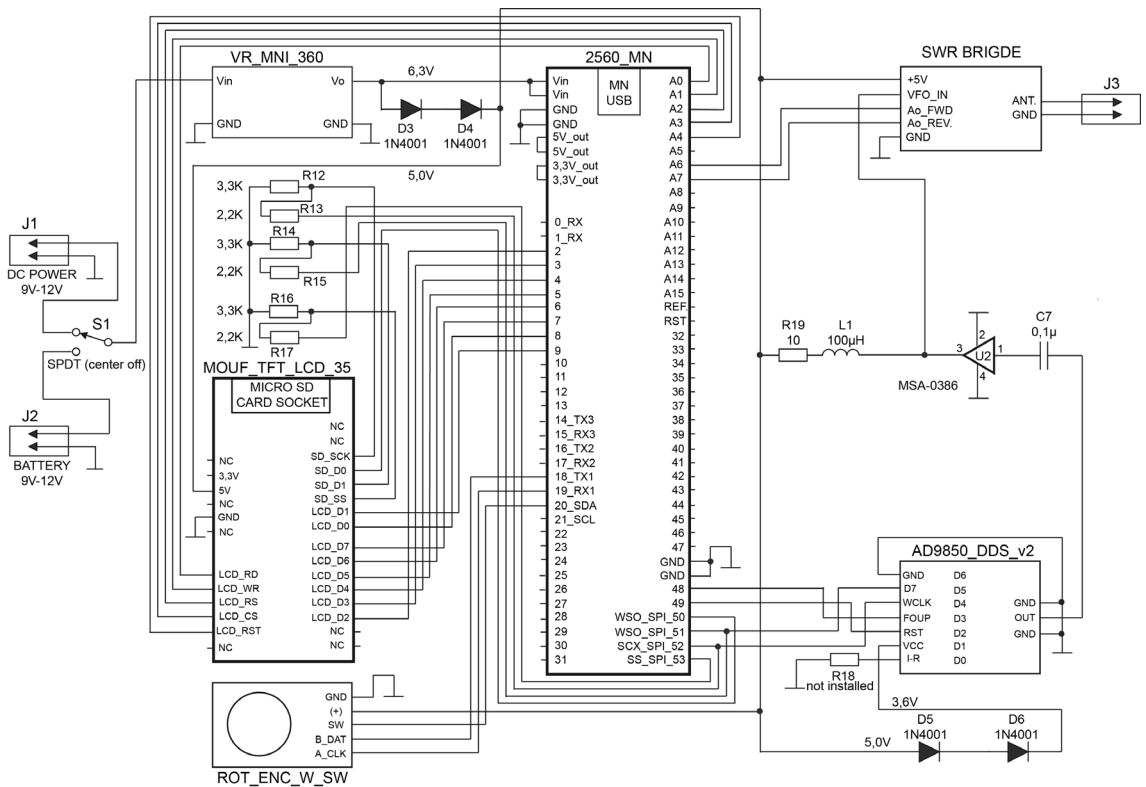 VR_MNI_360
Vin
Vo
GND
GND
6,3V
D3
1N4001
D4
1N4001
5,0V
2560_MN
MN
USB
Vin
Vin
GND
GND
5V_out
5V_out
3,3V_out
3,3V_out
0_RX
1_RX
2
3
4
5
6
7
8
9
10
11
12
13
14_TX3
15_RX3
16_TX2
17_RX2
18_TX1
19_RX1
20_SDA
21_SCL
22
23
24
25
26
27
28
29
30
31
A0
A1
A2
A3
A4
A5
A6
A7
A8
A9
A10
A11
A12
A13
A14
A15
REF.
RST
32
33
34
35
36
37
38
39
40
41
42
43
44
45
46
47
GND
GND
48
49
WSO_SPI_50
WSO_SPI_51
SCX_SPI_52
SS_SPI_53
SWR BRIGDE
+5V
VFO_IN
Ao_FWD
Ao_REV.
GND
ANT.
GND
J3
3,3K
R12
2,2K
R13
3,3K
R14
2,2K
R15
3,3K
R16
2,2K
R17
J1
DC POWER
9V-12V
S1
SPDT (center off)
J2
BATTERY
9V-12V
MOUF_TFT_LCD_35
MICRO SD
CARD SOCKET
NC
3,3V
5V
NC
GND
NC
LCD_RD
LCD_WR
LCD_RS
LCD_CS
LCD_RST
NC
NC
NC
SD_SCK
SD_D0
SD_D1
SD_SS
LCD_D1
LCD_D0
LCD_D7
LCD_D6
LCD_D5
LCD_D4
LCD_D3
LCD_D2
NC
NC
GND
(+)
SW
B_DAT
A_CLK
ROT_ENC_W_SW
R19
10
L1
100µH
3
2
U2
1
4
MSA-0386
C7
0,1µ
AD9850_DDS_v2
GND
D7
WCLK
FOUP
RST
VCC
I-R
D6
D5
D4
D3
D2
D1
D0
GND
OUT
GND
R18
not installed
3,6V
5,0V
D5
1N4001
D6
1N4001